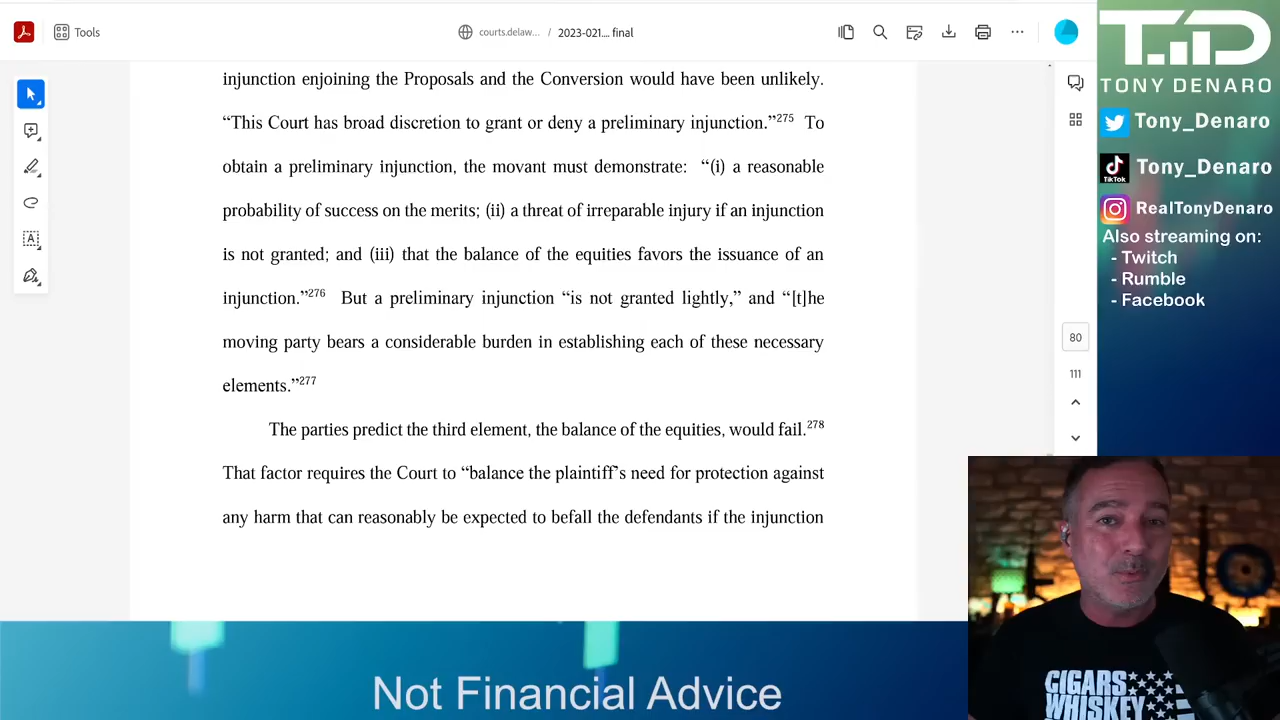 Tools
courts.delaw... / 2023-021.... final
injunction enjoining the Proposals and the Conversion would have been unlikely.
“This Court has broad discretion to grant or deny a preliminary injunction.”275 To
obtain a preliminary injunction, the movant must demonstrate: “(i) a reasonable
probability of success on the merits; (ii) a threat of irreparable injury if an injunction
is not granted; and (iii) that the balance of the equities favors the issuance of an
injunction.”276 But a preliminary injunction “is not granted lightly,” and “[t]he
moving party bears a considerable burden in establishing each of these necessary
elements.”277
The parties predict the third element, the balance of the equities, would fail.278
That factor requires the Court to “balance the plaintiff’s need for protection against
any harm that can reasonably be expected to befall the defendants if the injunction
80
111
TONY DENARO
Tony_Denaro
TikTok
Tony_Denaro
RealTonyDenaro
Also streaming on:
- Twitch
- Rumble
- Facebook
CIGARS
WHISKEY
Not Financial Advice